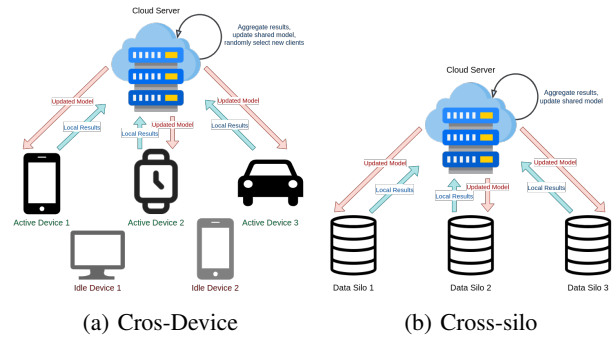 Cloud Server
Aggregate results,
update shared model,
randomly select new clients
Updated Model
Local Results
Local Results
Updated Model
Local Results
Updated Model
Active Device 1
Active Device 2
Active Device 3
Idle Device 1
Idle Device 2
(a) Cros-Device
Cloud Server
Aggregate results,
update shared model
Updated Model
Local Results
Local Results
Updated Model
Local Results
Updated Model
Data Silo 1
Data Silo 2
Data Silo 3
(b) Cross-silo